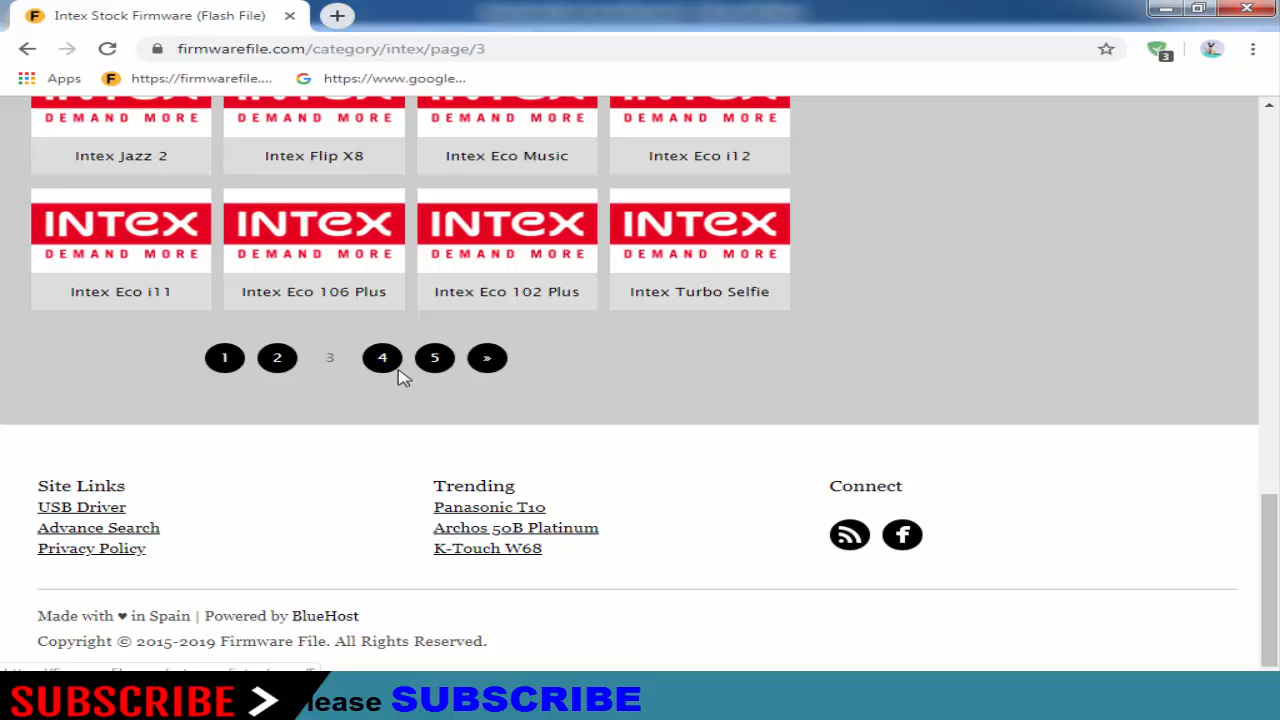 Intex Stock Firmware (Flash File)
firmwarefile.com/category/intex/page/3
3
Apps
https://firmwarefile....
https://www.google...
INTEX INTEX INTEX INTEX
DEMAND MORE DEMAND MORE DEMAND MORE DEMAND MORE
Intex Jazz 2 Intex Flip X8 Intex Eco Music Intex Eco i12
INTEX INTEX INTEX INTEX
DEMAND MORE DEMAND MORE DEMAND MORE DEMAND MORE
Intex Eco i11 Intex Eco 106 Plus Intex Eco 102 Plus Intex Turbo Selfie
1 2 3 4 5 »
Site Links
USB Driver
Advance Search
Privacy Policy
Trending
Panasonic T10
Archos 50B Platinum
K-Touch W68
Connect
Made with ♥ in Spain | Powered by BlueHost
Copyright © 2015-2019 Firmware File. All Rights Reserved.
SUBSCRIBE
lease SUBSCRIBE